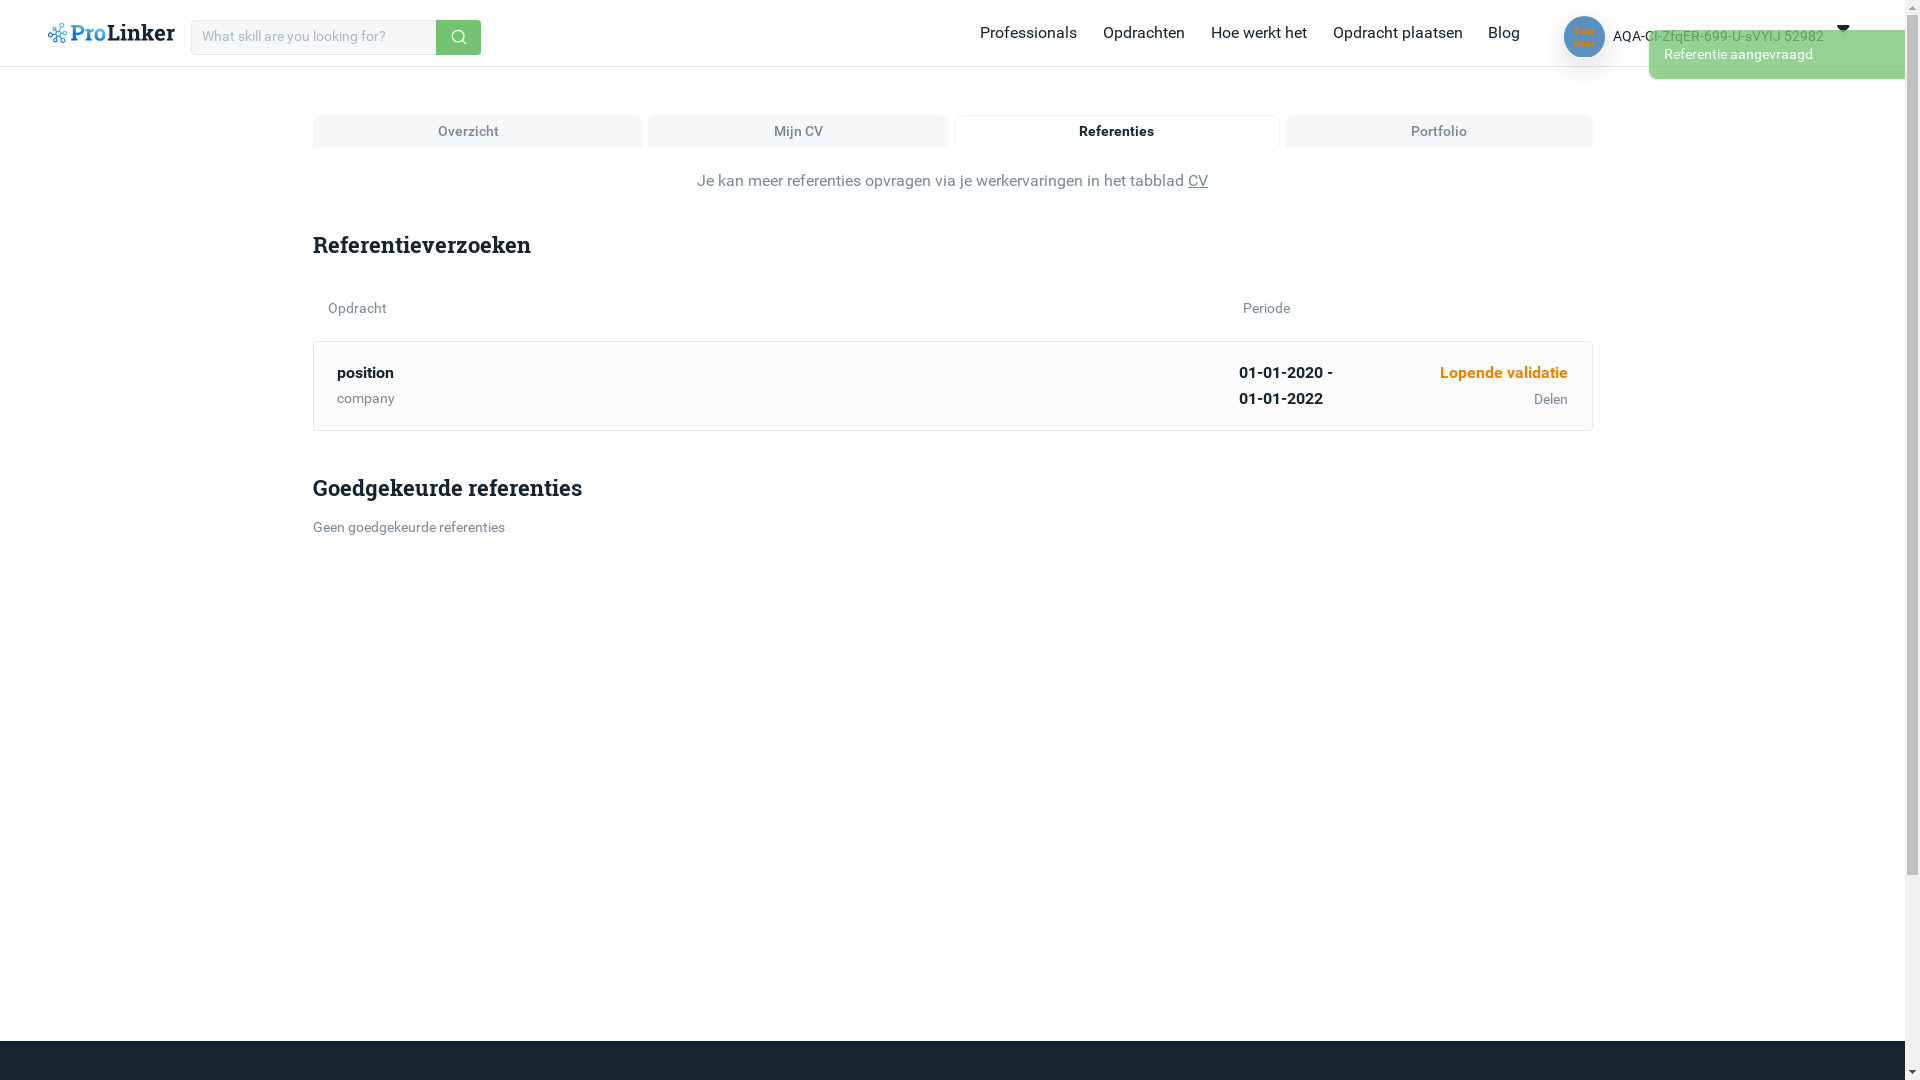 ProLinker
What skill are you looking for?
Professionals
Opdrachten
Hoe werkt het
Opdracht plaatsen
Blog
Test User
AQA-CI-ZfqER-699-U-sVYIJ 52982
Referentie aangevraagd
Overzicht
Mijn CV
Referenties
Portfolio
Je kan meer referenties opvragen via je werkervaringen in het tabblad CV
Referentieverzoeken
Opdracht
Periode
position
01-01-2020 -
Lopende validatie
company
01-01-2022
Delen
Goedgekeurde referenties
Geen goedgekeurde referenties